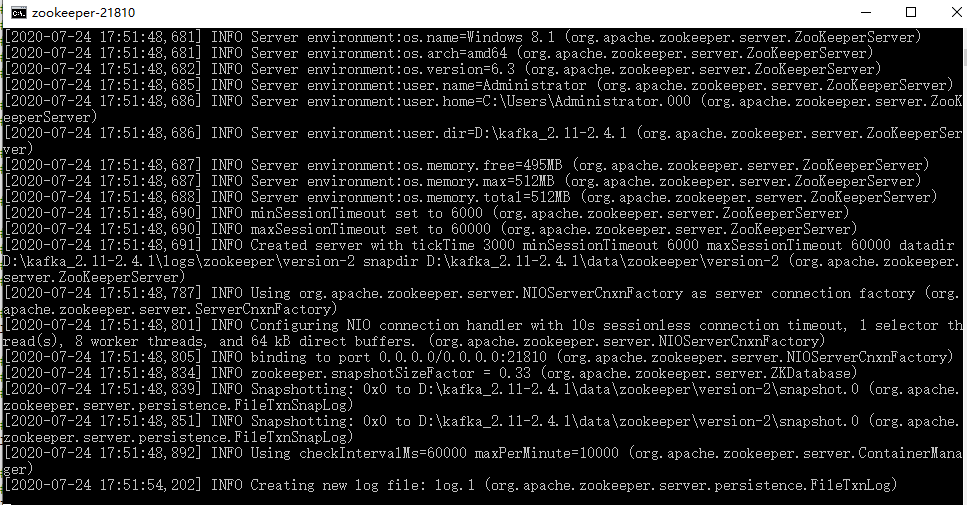 zookeeper-21810
[2020-07-24 17:51:48,681] INFO Server environment:os.name=Windows 8.1 (org.apache.zookeeper.server.ZooKeeperServer)
[2020-07-24 17:51:48,681] INFO Server environment:os.arch=amd64 (org.apache.zookeeper.server.ZooKeeperServer)
[2020-07-24 17:51:48,682] INFO Server environment:os.version=6.3 (org.apache.zookeeper.server.ZooKeeperServer)
[2020-07-24 17:51:48,685] INFO Server environment:user.name=Administrator (org.apache.zookeeper.server.ZooKeeperServer)
[2020-07-24 17:51:48,686] INFO Server environment:user.home=C:\Users\Administrator.000 (org.apache.zookeeper.server.ZooK
eeperServer)
[2020-07-24 17:51:48,686] INFO Server environment:user.dir=D:\kafka_2.11-2.4.1 (org.apache.zookeeper.server.ZooKeeperSer
ver)
[2020-07-24 17:51:48,687] INFO Server environment:os.memory.free=495MB (org.apache.zookeeper.server.ZooKeeperServer)
[2020-07-24 17:51:48,687] INFO Server environment:os.memory.max=512MB (org.apache.zookeeper.server.ZooKeeperServer)
[2020-07-24 17:51:48,688] INFO Server environment:os.memory.total=512MB (org.apache.zookeeper.server.ZooKeeperServer)
[2020-07-24 17:51:48,690] INFO minSessionTimeout set to 6000 (org.apache.zookeeper.server.ZooKeeperServer)
[2020-07-24 17:51:48,690] INFO maxSessionTimeout set to 60000 (org.apache.zookeeper.server.ZooKeeperServer)
[2020-07-24 17:51:48,691] INFO Created server with tickTime 3000 minSessionTimeout 6000 maxSessionTimeout 60000 datadir
D:\kafka_2.11-2.4.1\logs\zookeeper\version-2 snapdir D:\kafka_2.11-2.4.1\data\zookeeper\version-2 (org.apache.zookeeper.
server.ZooKeeperServer)
[2020-07-24 17:51:48,787] INFO Using org.apache.zookeeper.server.NIOServerCnxnFactory as server connection factory (org.
apache.zookeeper.server.ServerCnxnFactory)
[2020-07-24 17:51:48,801] INFO Configuring NIO connection handler with 10s sessionless connection timeout, 1 selector th
read(s), 8 worker threads, and 64 kB direct buffers. (org.apache.zookeeper.server.NIOServerCnxnFactory)
[2020-07-24 17:51:48,805] INFO binding to port 0.0.0.0/0.0.0.0:21810 (org.apache.zookeeper.server.NIOServerCnxnFactory)
[2020-07-24 17:51:48,834] INFO zookeeper.snapshotSizeFactor = 0.33 (org.apache.zookeeper.server.ZKDatabase)
[2020-07-24 17:51:48,839] INFO Snapshotting: 0x0 to D:\kafka_2.11-2.4.1\data\zookeeper\version-2\snapshot.0 (org.apache.
zookeeper.server.persistence.FileTxnSnapLog)
[2020-07-24 17:51:48,851] INFO Snapshotting: 0x0 to D:\kafka_2.11-2.4.1\data\zookeeper\version-2\snapshot.0 (org.apache.
zookeeper.server.persistence.FileTxnSnapLog)
[2020-07-24 17:51:48,892] INFO Using checkIntervalMs=60000 maxPerMinute=10000 (org.apache.zookeeper.server.ContainerMana
ger)
[2020-07-24 17:51:54,202] INFO Creating new log file: log.1 (org.apache.zookeeper.server.persistence.FileTxnLog)